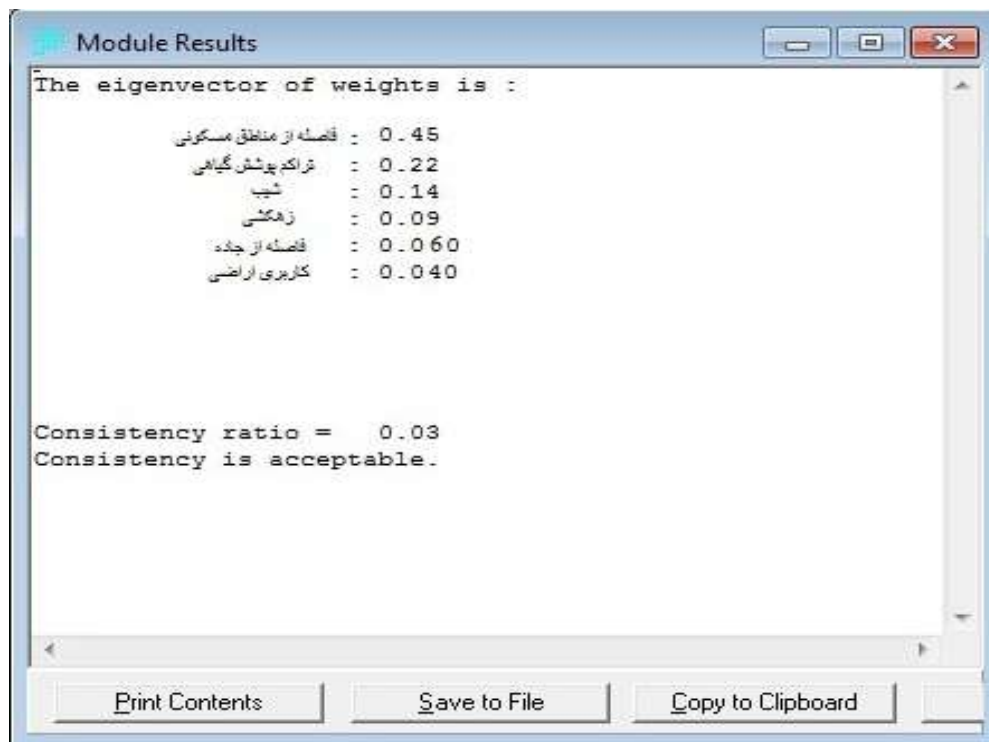 Module Results
The eigenvector of weights is :
فاصله از مناطق مسکونی : 0.45
تراکم پوشش گیاهی : 0.22
شیب : 0.14
زهکشی : 0.09
فاصله از جاده : 0.060
کاربری اراضی : 0.040
Consistency ratio = 0.03
Consistency is acceptable.
Print Contents
Save to File
Copy to Clipboard